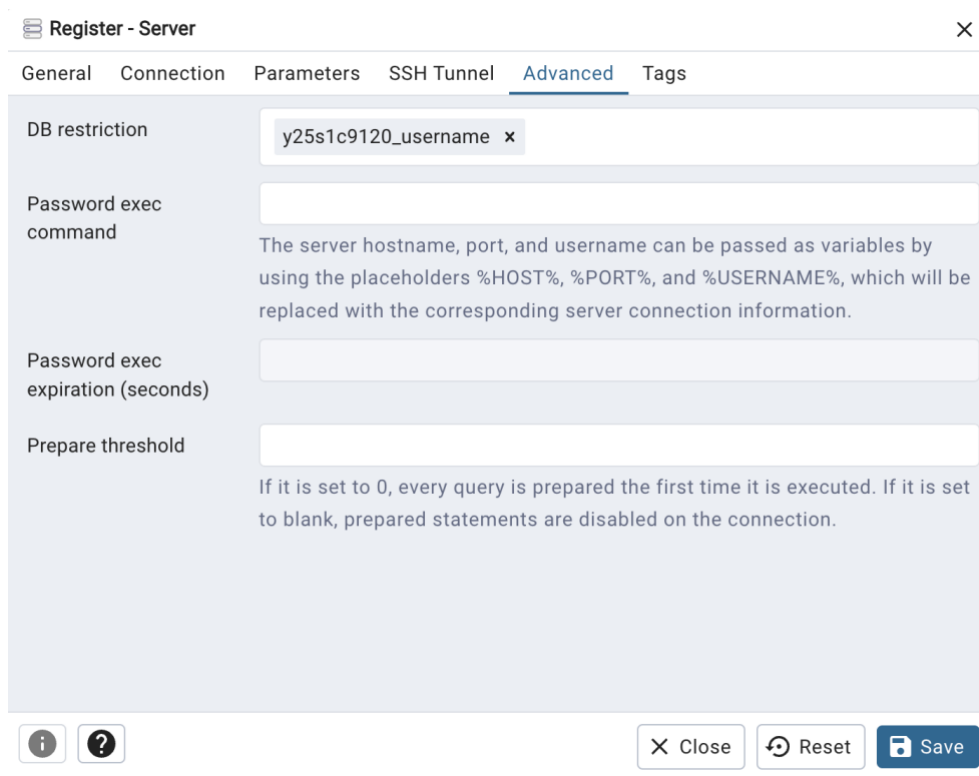 Register - Server
General Connection Parameters SSH Tunnel Advanced Tags
DB restriction
y25s1c9120_username ×
Password exec
command
The server hostname, port, and username can be passed as variables by
using the placeholders %HOST%, %PORT%, and %USERNAME%, which will be
replaced with the corresponding server connection information.
Password exec
expiration (seconds)
Prepare threshold
If it is set to 0, every query is prepared the first time it is executed. If it is set
to blank, prepared statements are disabled on the connection.
Close Reset Save